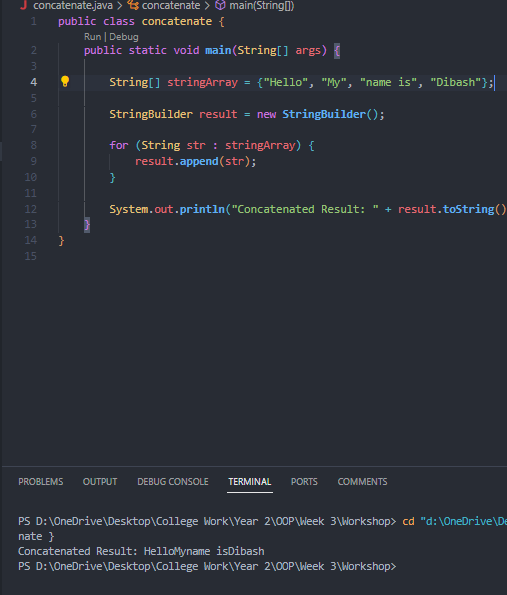 J concatenate.java > concatenate > main(String[])
1 public class concatenate {
Run | Debug
2 public static void main(String[] args) {
3
4 String[] stringArray = {"Hello", "My", "name is", "Dibash"};
5
6 StringBuilder result = new StringBuilder();
7
8 for (String str : stringArray) {
9 result.append(str);
10 }
11
12 System.out.println("Concatenated Result: " + result.toString()
13 }
14 }
15
PROBLEMS OUTPUT DEBUG CONSOLE TERMINAL PORTS COMMENTS
PS D:\OneDrive\Desktop\College Work\Year 2\OOP\Week 3\Workshop> cd "d:\OneDrive\De
nate }
Concatenated Result: HelloMyname isDibash
PS D:\OneDrive\Desktop\College Work\Year 2\OOP\Week 3\Workshop>